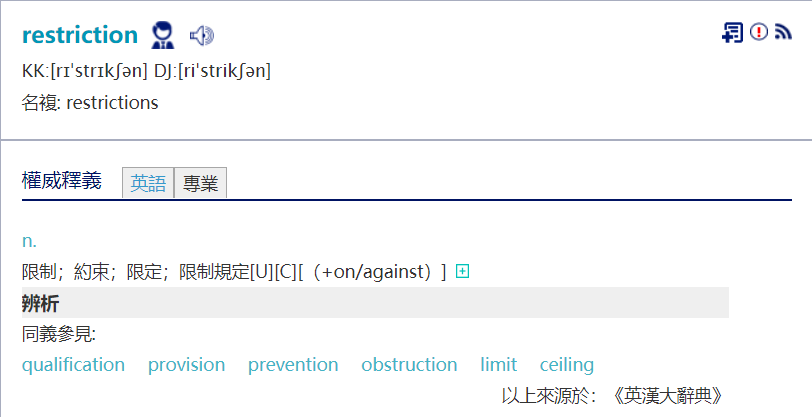 restriction
KK:[rɪˈstrɪkʃən] DJ:[riˈstrikʃən]
名複: restrictions
權威釋義 英語 專業
n.
限制；約束；限定；限制規定[U][C][（+on/against）]
辨析
同義參見:
qualification provision prevention obstruction limit ceiling
以上來源於：《英漢大辭典》